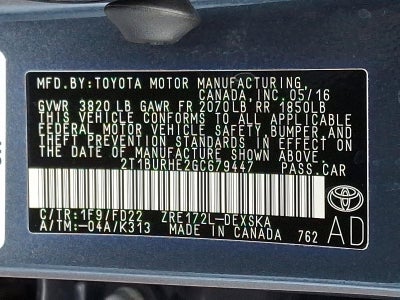 MFD.BY:TOYOTA MOTOR MANUFACTURING,
CANADA,INC.05/16
GVWR 3820 LB GAWR FR 2070LB RR 1850LB
THIS VEHICLE CONFORMS TO ALL APPLICABLE
FEDERAL MOTOR VEHICLE SAFETY,BUMPER,AND
THEFT PREVENTION STANDARDS IN EFFECT ON
THE DATE OF MANUFACTURE SHOWN ABOVE.
2T1BURHE2GC679447 PASS.CAR
C/TR:1F9/FD22 ZRE172L-DEXSKA
A/TM:-04A/K313 MADE IN CANADA 762
AD